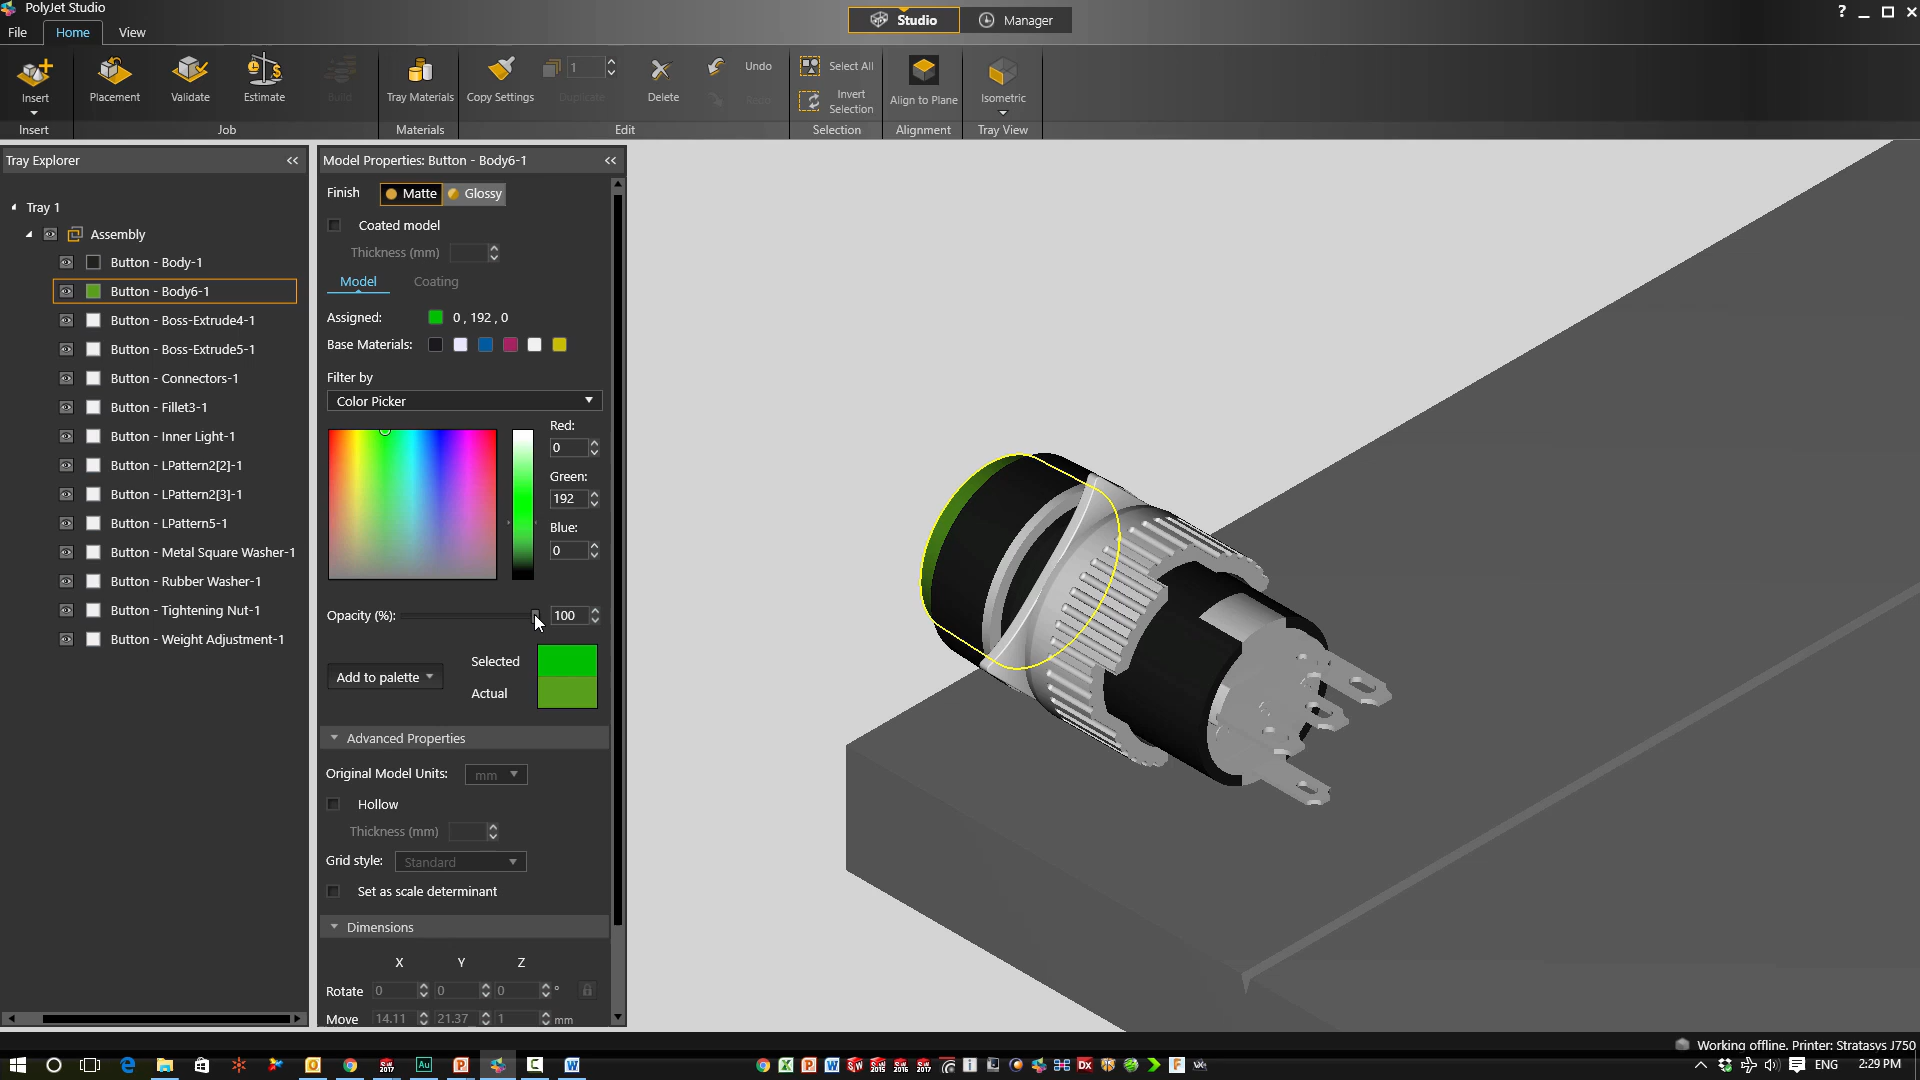 PolyJet Studio
Studio
Manager
?
File
Home
View
Insert
Placement
Validate
Estimate
Build
Tray Materials
Copy Settings
1
Duplicate
Delete
Undo
Redo
Select All
Invert
Selection
Align to Plane
Isometric
Insert
Job
Materials
Edit
Selection
Alignment
Tray View
Tray Explorer
Tray 1
Assembly
Button - Body-1
Button - Body6-1
Button - Boss-Extrude4-1
Button - Boss-Extrude5-1
Button - Connectors-1
Button - Fillet3-1
Button - Inner Light-1
Button - LPattern2[2]-1
Button - LPattern2[3]-1
Button - LPattern5-1
Button - Metal Square Washer-1
Button - Rubber Washer-1
Button - Tightening Nut-1
Button - Weight Adjustment-1
Model Properties: Button - Body6-1
Finish
Matte
Glossy
Coated model
Thickness (mm)
Model
Coating
Assigned:
0 , 192 , 0
Base Materials:
Filter by
Color Picker
Red:
0
Green:
192
Blue:
0
Opacity (%):
100
Add to palette
Selected
Actual
Advanced Properties
Original Model Units:
mm
Hollow
Thickness (mm)
Grid style:
Standard
Set as scale determinant
Dimensions
X Y Z
Rotate 0 0 0 °
Move 14.11 21.37 1 mm
Working offline. Printer: Stratasys J750
ENG
2:29 PM